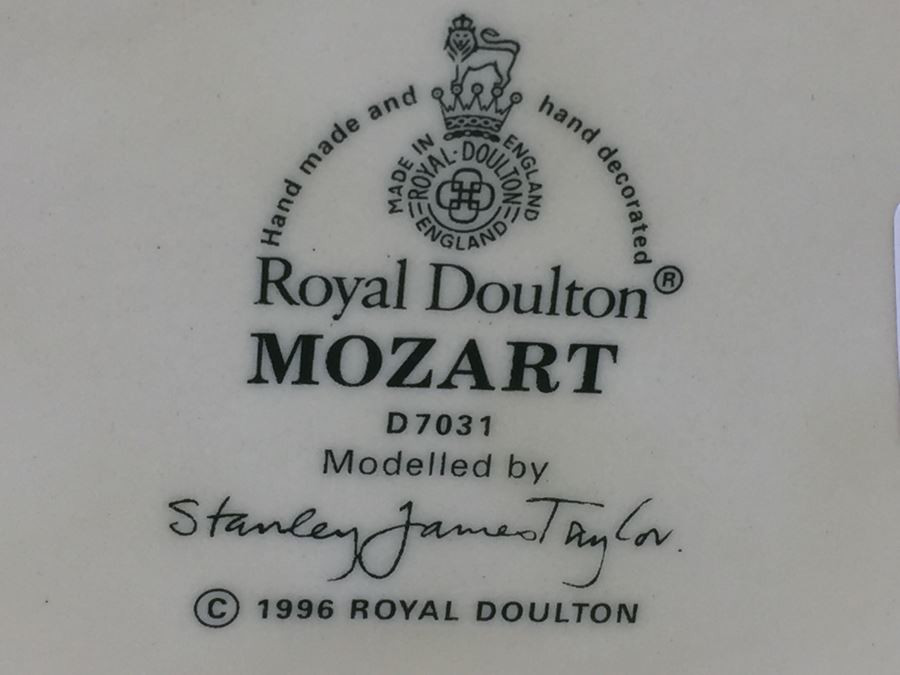 Hand made and hand decorated
MADE IN ENGLAND
ROYAL·DOULTON
ENGLAND
Royal Doulton®
MOZART
D7031
Modelled by
Stanley James Taylor.
© 1996 ROYAL DOULTON